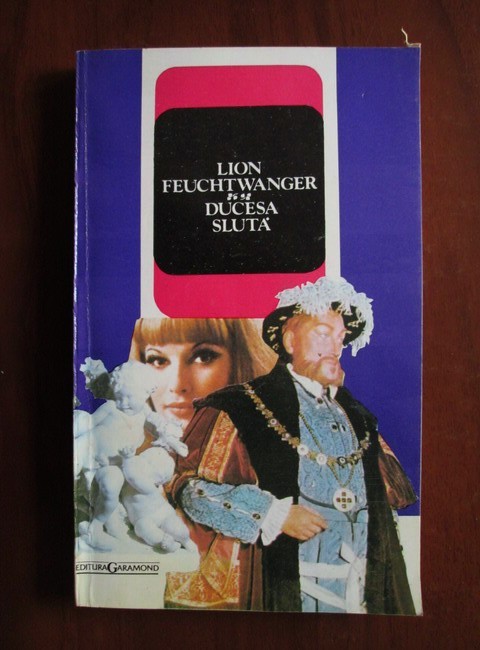 LION
FEUCHTWANGER
DUCESA
SLUTĂ
EDITURA GARAMOND